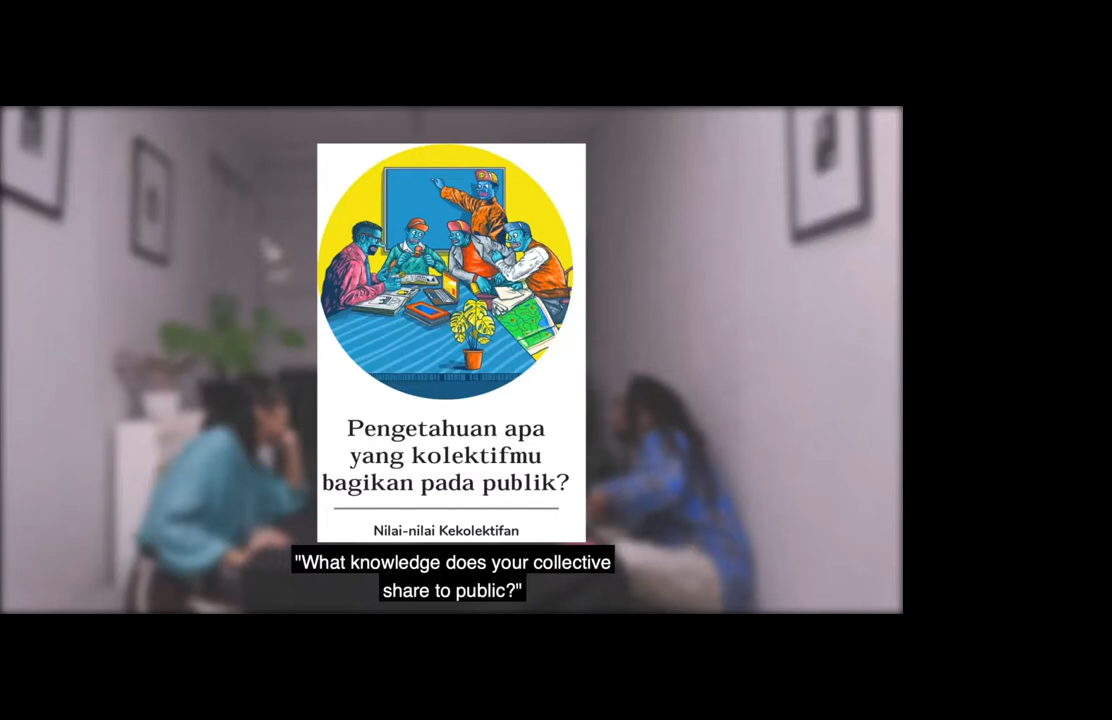 Pengetahuan apa
yang kolektifmu
bagikan pada publik?
Nilai-nilai Kekolektifan
"What knowledge does your collective
share to public?"